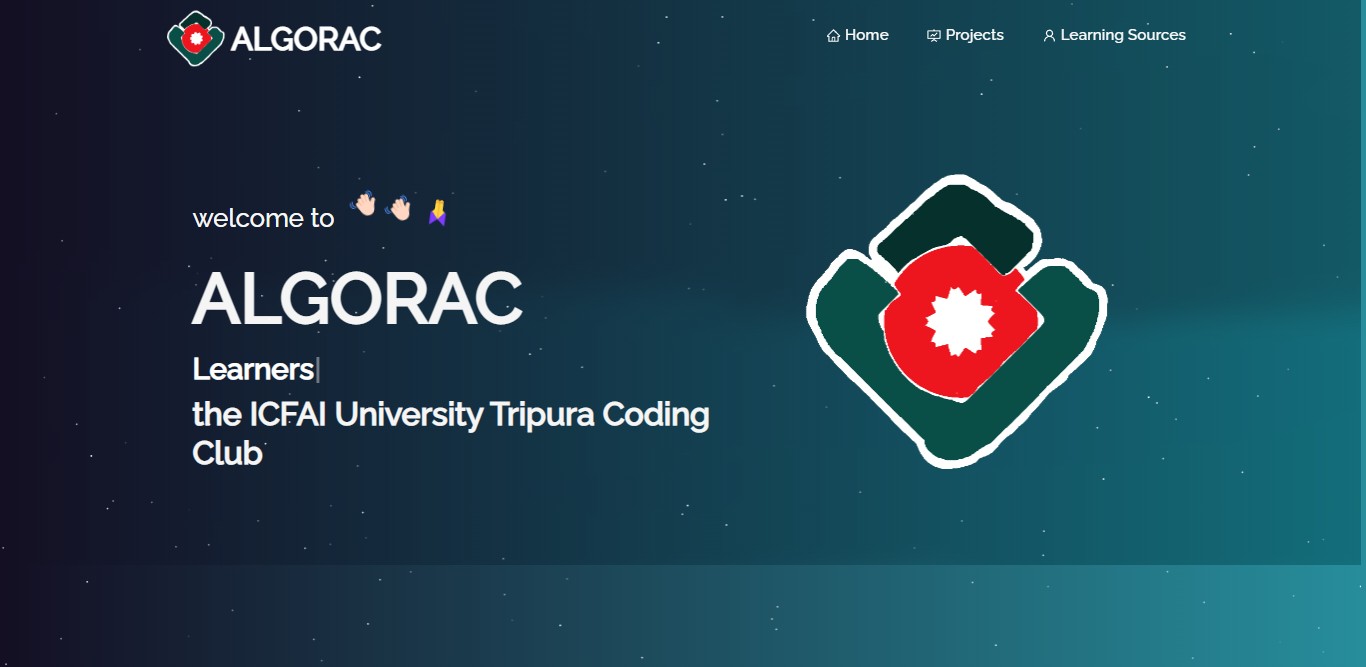 ALGORAC
Home
Projects
Learning Sources
welcome to
ALGORAC
Learners
the ICFAI University Tripura Coding
Club